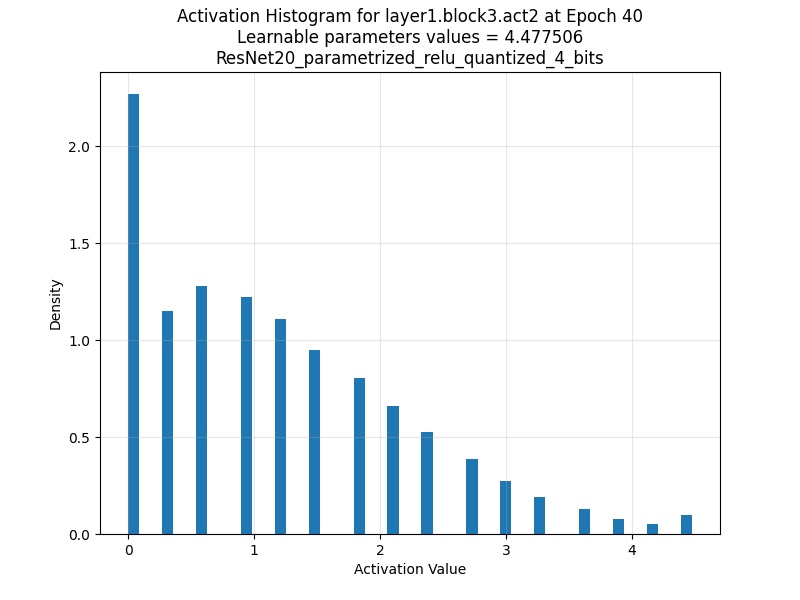 Activation Histogram for layer1.block3.act2 at Epoch 40
Learnable parameters values = 4.477506
ResNet20_parametrized_relu_quantized_4_bits
Density
2.0
1.5
1.0
0.5
0.0
0 1 2 3 4
Activation Value